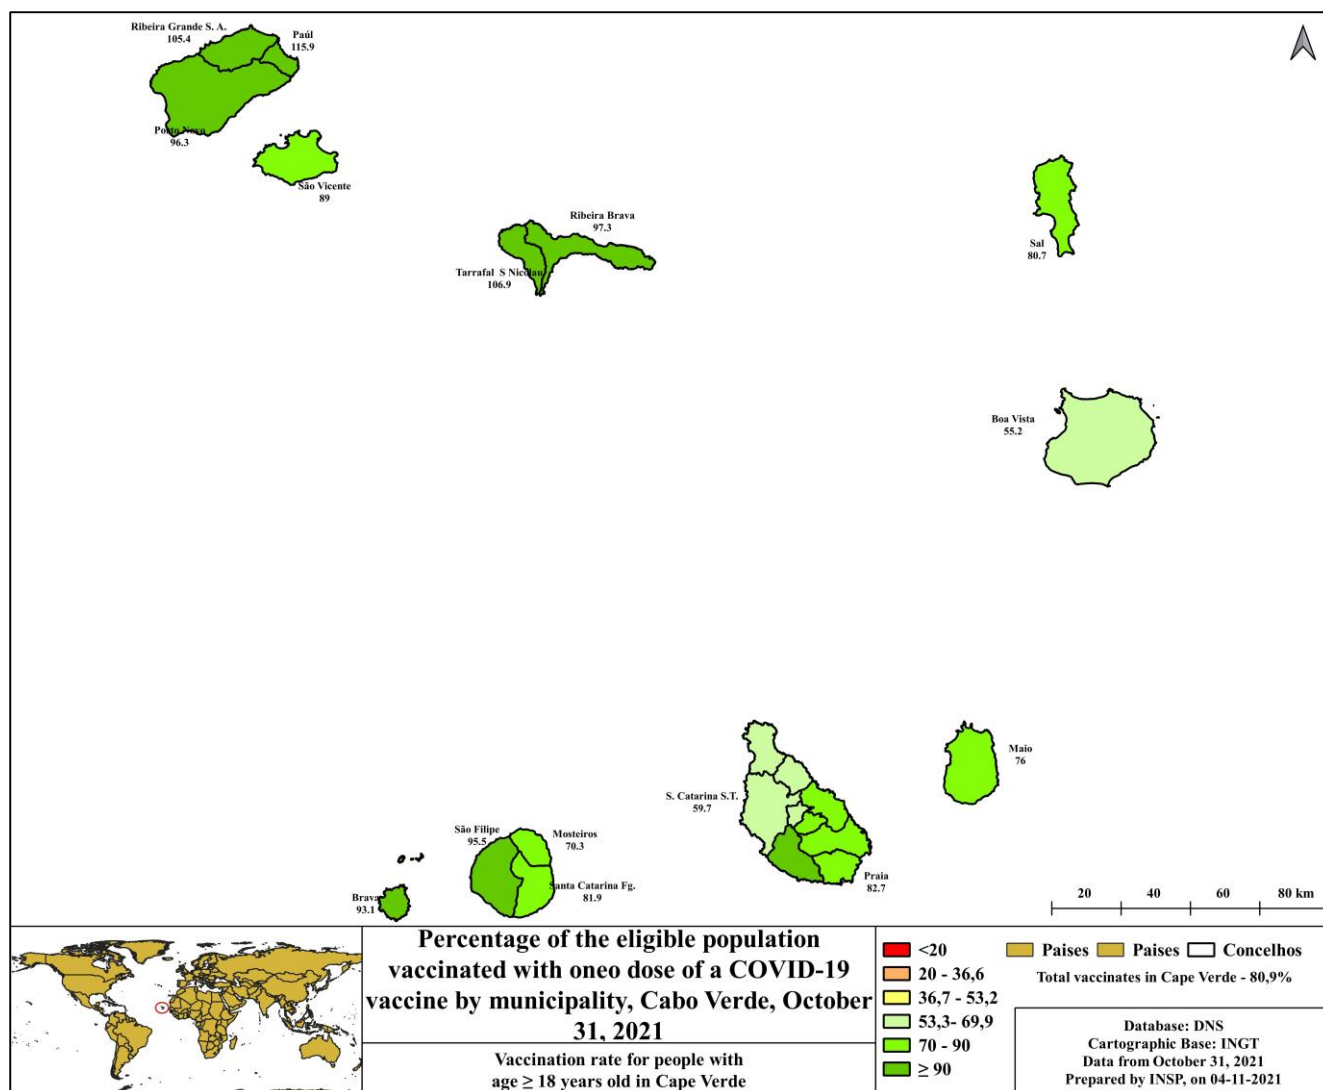 Ribeira Grande S. A.
105.4
Paúl
115.9
Porto Novo
96.3
São Vicente
89
Ribeira Brava
97.3
Tarrafal S Nicolau
106.9
Sal
80.7
Boa Vista
55.2
Maio
76
S. Catarina S.T.
59.7
Praia
82.7
São Filipe
95.5
Mosteiros
70.3
Santa Catarina Fg.
81.9
Brava
93.1
20 40 60 80 km
Percentage of the eligible population
vaccinated with oneo dose of a COVID-19
vaccine by municipality, Cabo Verde, October
31, 2021
Vaccination rate for people with
age ≥ 18 years old in Cape Verde
<20
20 - 36,6
36,7 - 53,2
53,3- 69,9
70 - 90
≥ 90
Paises Paises Concelhos
Total vaccinates in Cape Verde - 80,9%
Database: DNS
Cartographic Base: INGT
Data from October 31, 2021
Prepared by INSP, on 04-11-2021